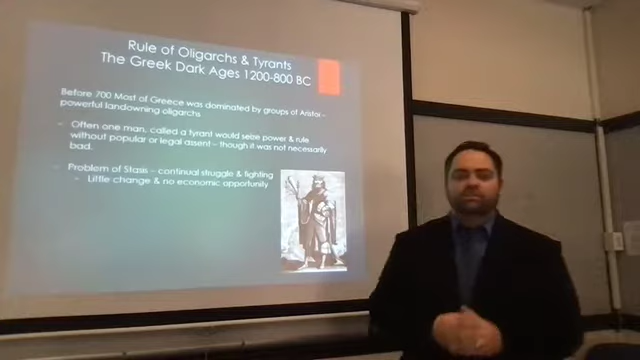 Rule of Oligarchs & Tyrants
The Greek Dark Ages 1200-800 BC
Before 700 Most of Greece was dominated by groups of Aristoi –
powerful landowning oligarchs
– Often one man, called a Tyrant would seize power & rule
without popular or legal assent – though it was not necessarily
bad.
– Problem of Stasis – continual struggle & fighting
– Little change & no economic opportunity